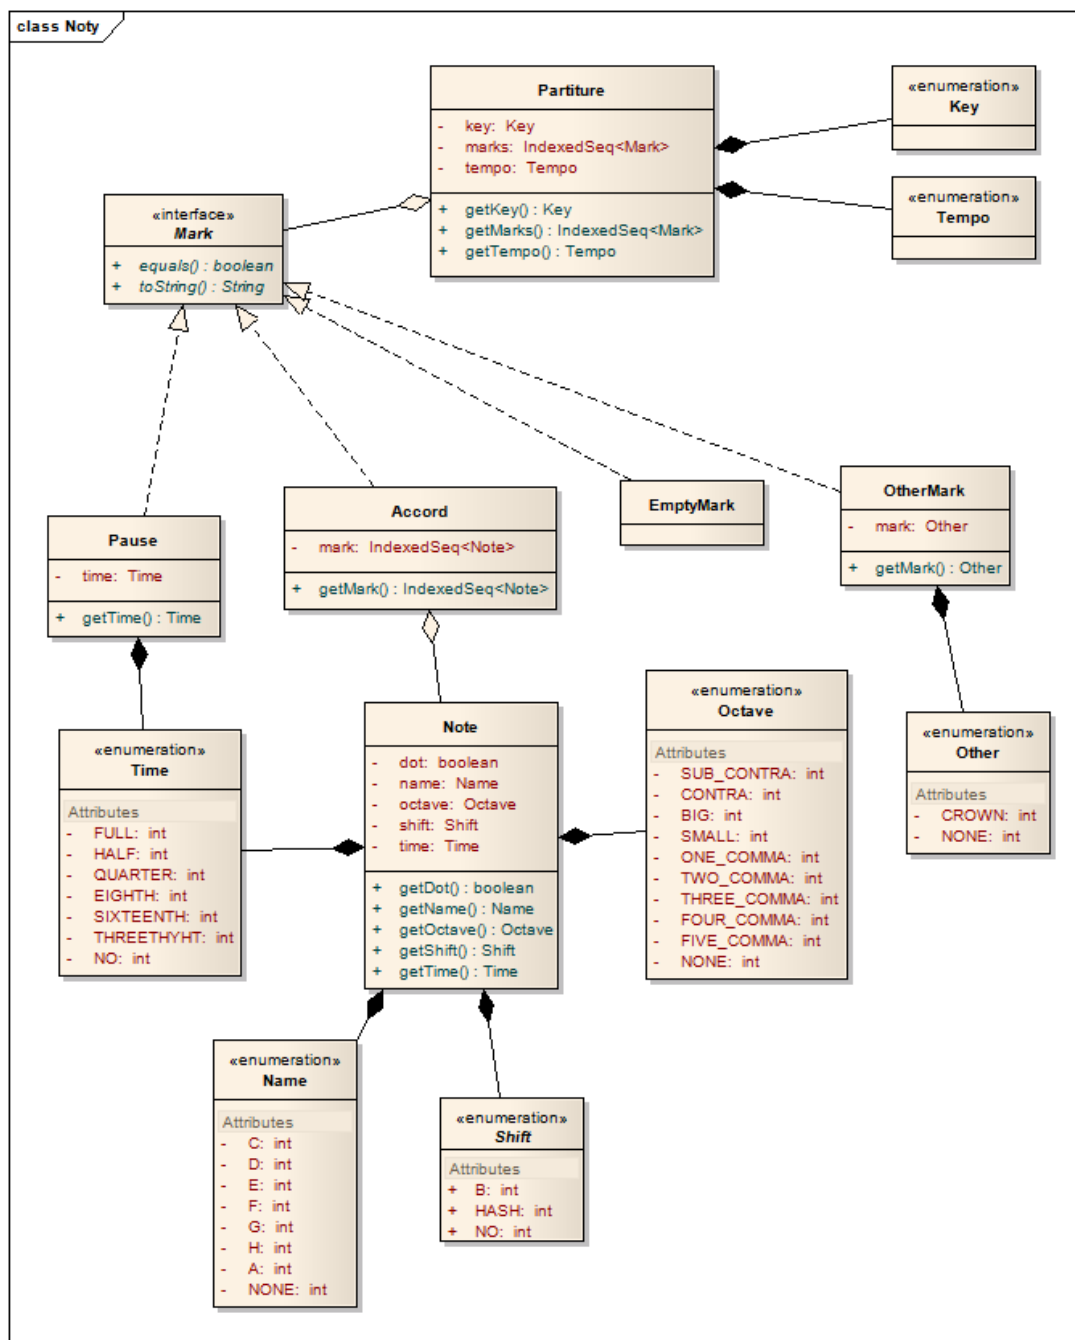 class Noty
Partiture
- key: Key
- marks: IndexedSeq<Mark>
- tempo: Tempo
+ getKey() : Key
+ getMarks() : IndexedSeq<Mark>
+ getTempo() : Tempo
«enumeration»
Key
«enumeration»
Tempo
«interface»
Mark
+ equals() : boolean
+ toString() : String
Pause
- time: Time
+ getTime() : Time
Accord
- mark: IndexedSeq<Note>
+ getMark() : IndexedSeq<Note>
EmptyMark
OtherMark
- mark: Other
+ getMark() : Other
«enumeration»
Time
Attributes
- FULL: int
- HALF: int
- QUARTER: int
- EIGHTH: int
- SIXTEENTH: int
- THREETHYHT: int
- NO: int
Note
- dot: boolean
- name: Name
- octave: Octave
- shift: Shift
- time: Time
+ getDot() : boolean
+ getName() : Name
+ getOctave() : Octave
+ getShift() : Shift
+ getTime() : Time
«enumeration»
Octave
Attributes
- SUB_CONTRA: int
- CONTRA: int
- BIG: int
- SMALL: int
- ONE_COMMA: int
- TWO_COMMA: int
- THREE_COMMA: int
- FOUR_COMMA: int
- FIVE_COMMA: int
- NONE: int
«enumeration»
Other
Attributes
- CROWN: int
- NONE: int
«enumeration»
Name
Attributes
- C: int
- D: int
- E: int
- F: int
- G: int
- H: int
- A: int
- NONE: int
«enumeration»
Shift
Attributes
+ B: int
+ HASH: int
+ NO: int